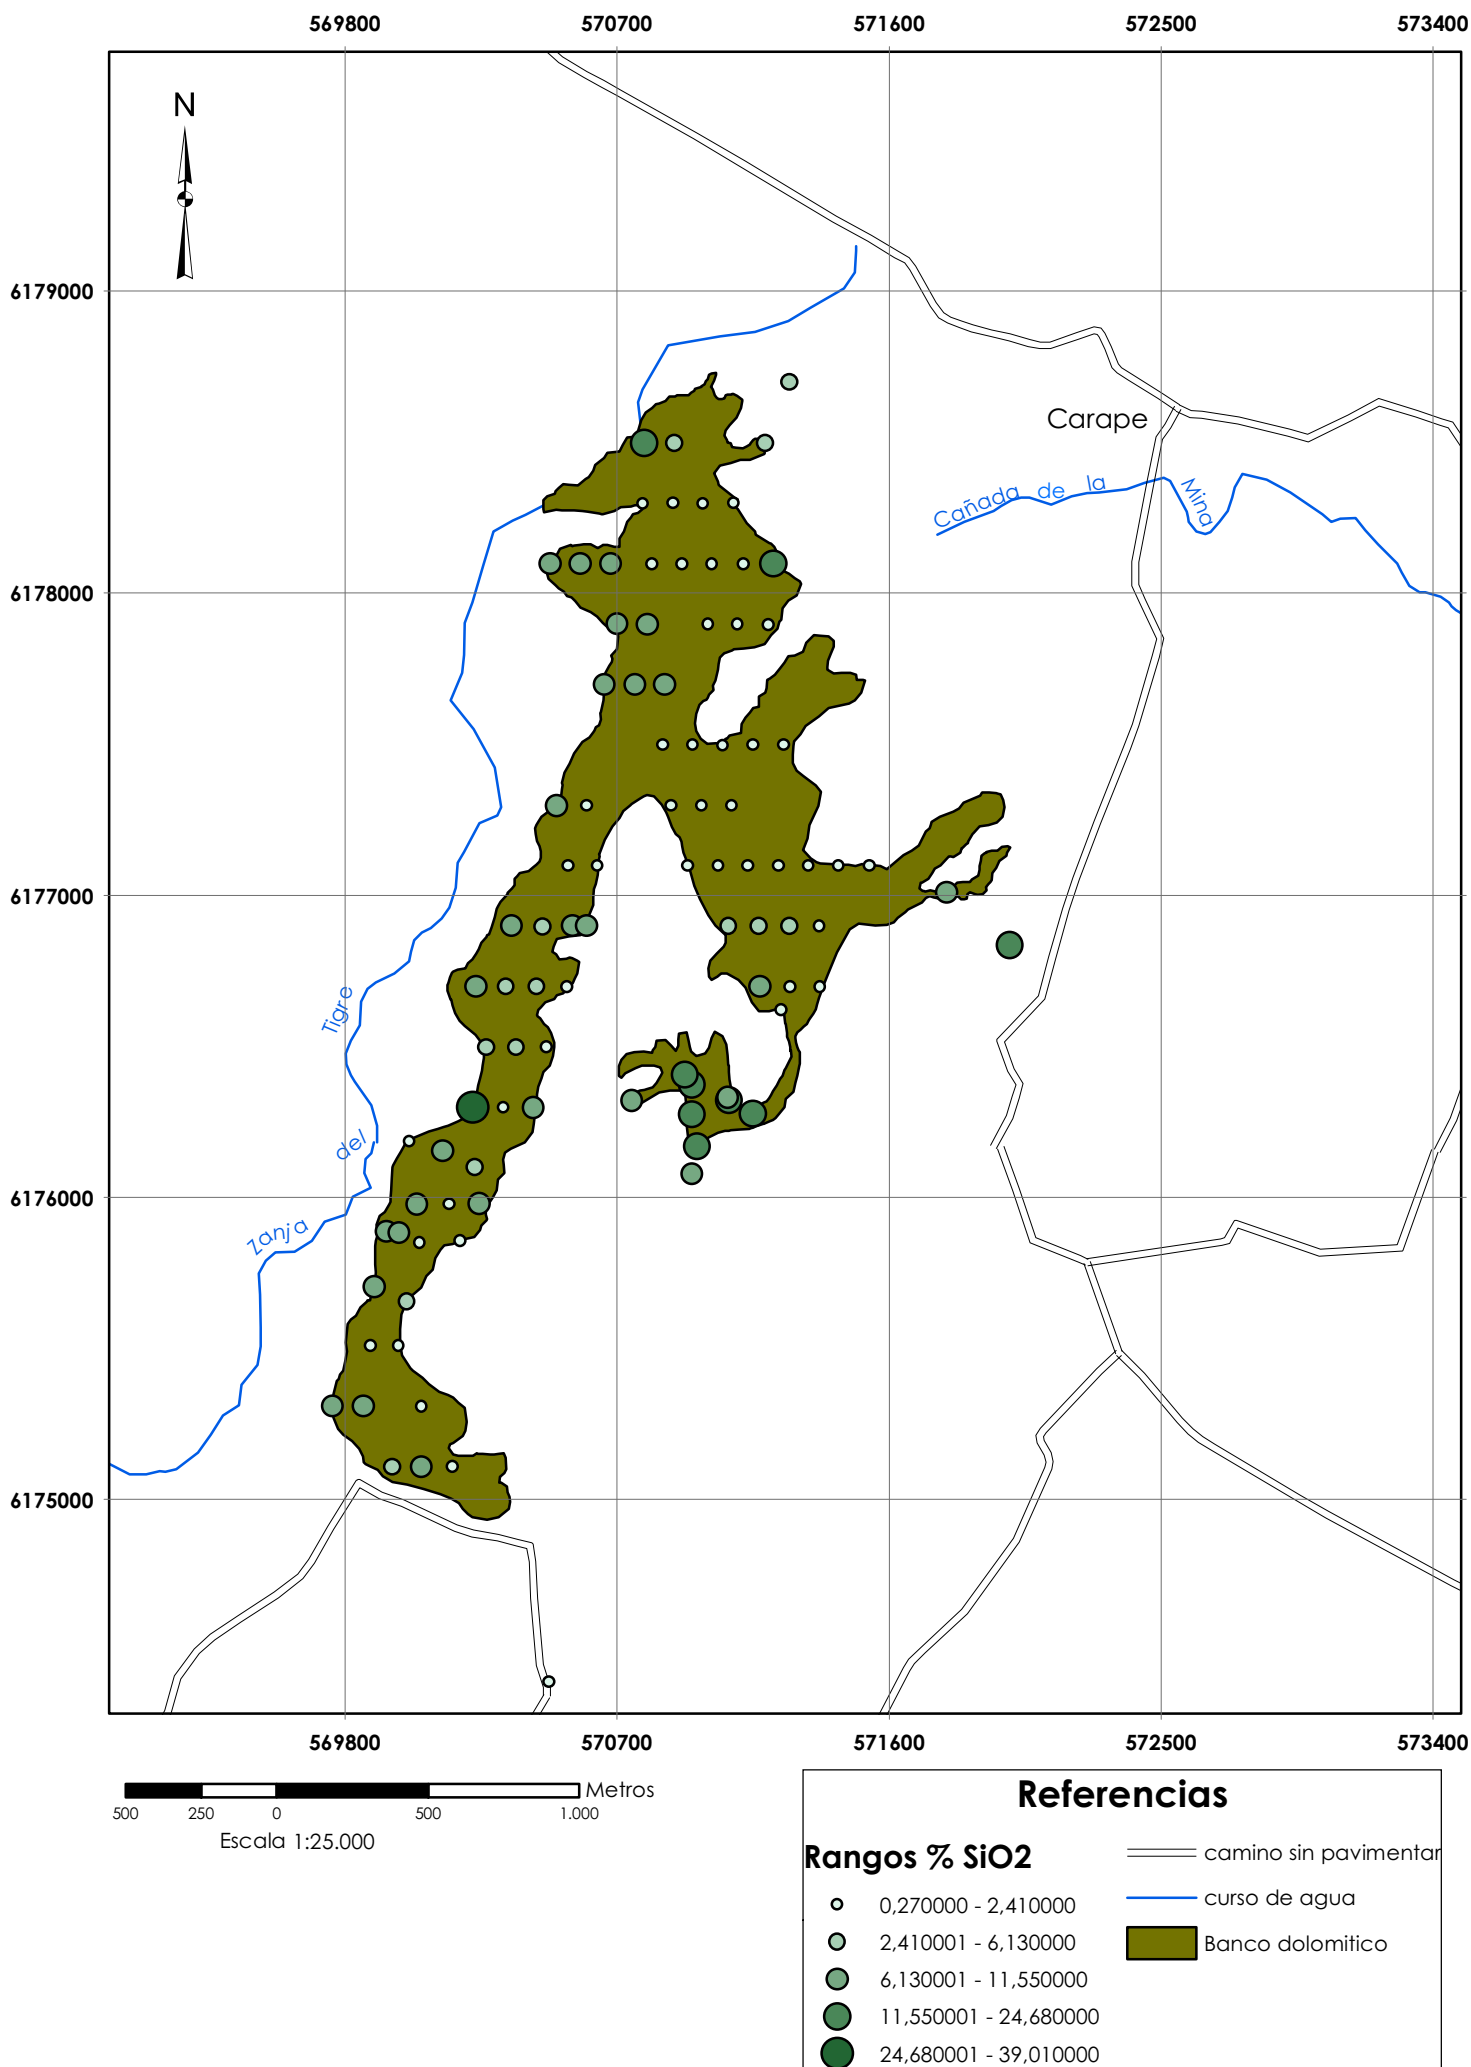 569800 570700 571600 572500 573400
N
6179000
Carape
Cañada de la Mina
6178000
6177000
Zanja del Tigre
6176000
6175000
569800 570700 571600 572500 573400
Metros
500 250 0 500 1.000
Escala 1:25.000
Referencias
Rangos % SiO2
0,270000 - 2,410000
2,410001 - 6,130000
6,130001 - 11,550000
11,550001 - 24,680000
24,680001 - 39,010000
camino sin pavimentar
curso de agua
Banco dolomitico